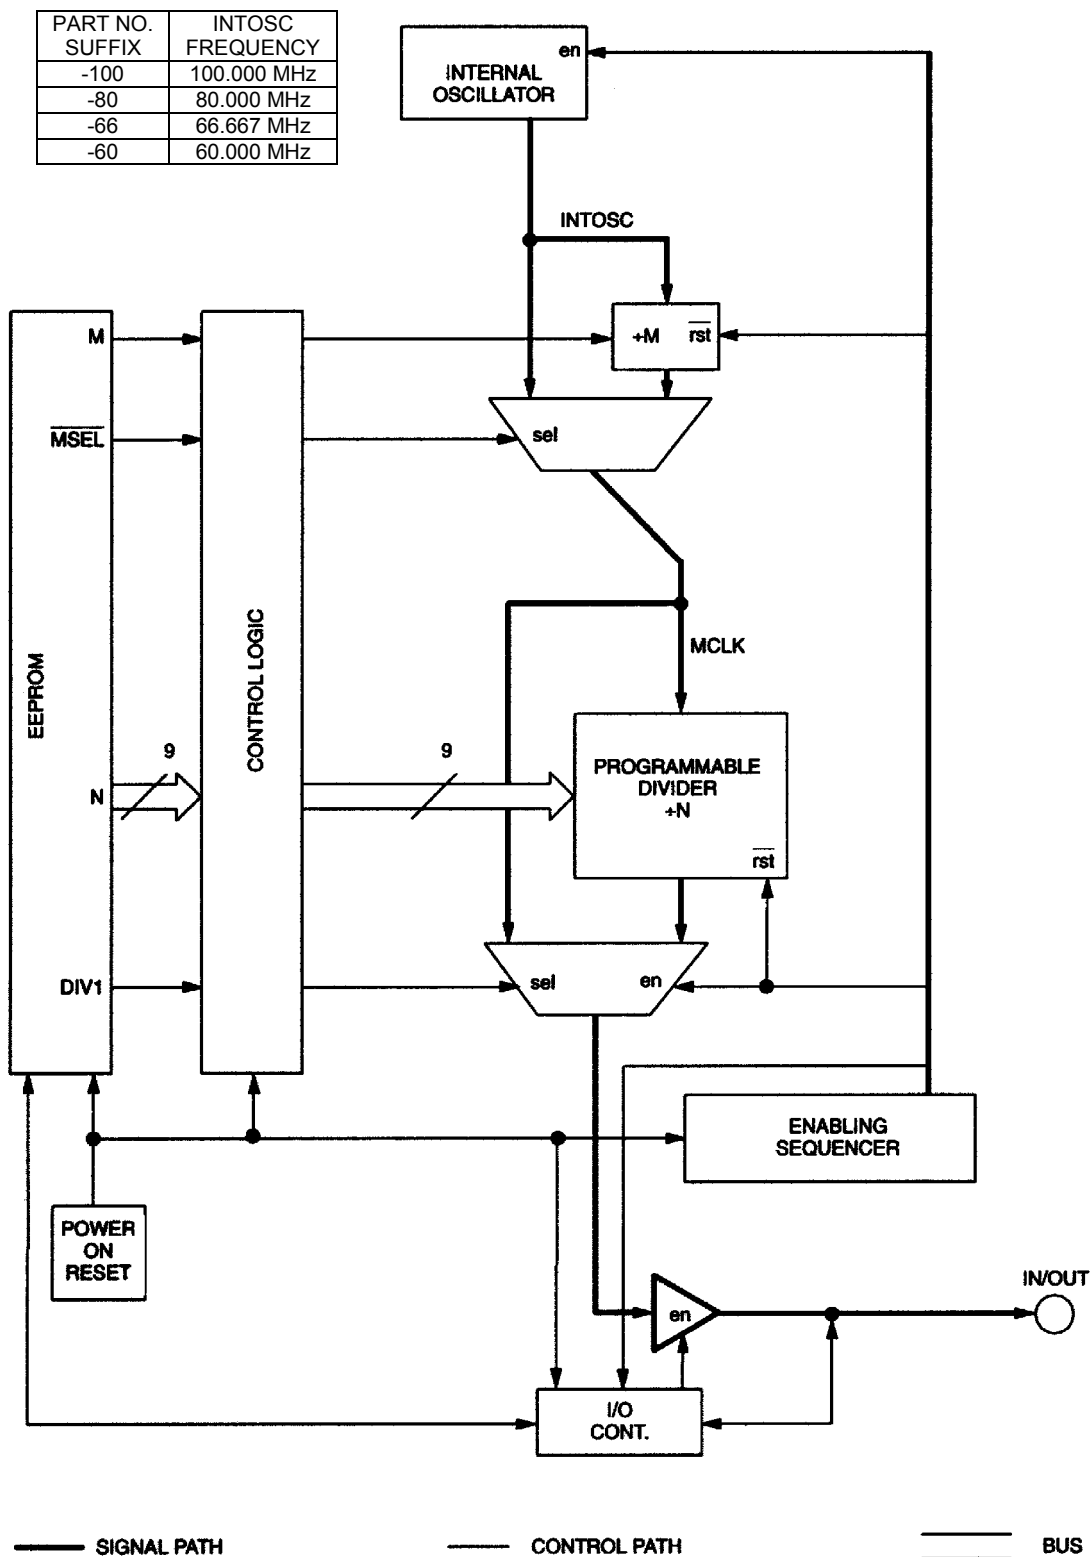 PART NO. SUFFIX INTOSC FREQUENCY
-100 100.000 MHz
-80 80.000 MHz
-66 66.667 MHz
-60 60.000 MHz
en
INTERNAL
OSCILLATOR
INTOSC
M
÷M rst
MSEL
sel
EEPROM
CONTROL LOGIC
MCLK
N
9
9
PROGRAMMABLE
DIVIDER
÷N
rst
DIV1
sel
en
ENABLING
SEQUENCER
POWER
ON
RESET
en
IN/OUT
I/O
CONT.
SIGNAL PATH
CONTROL PATH
BUS